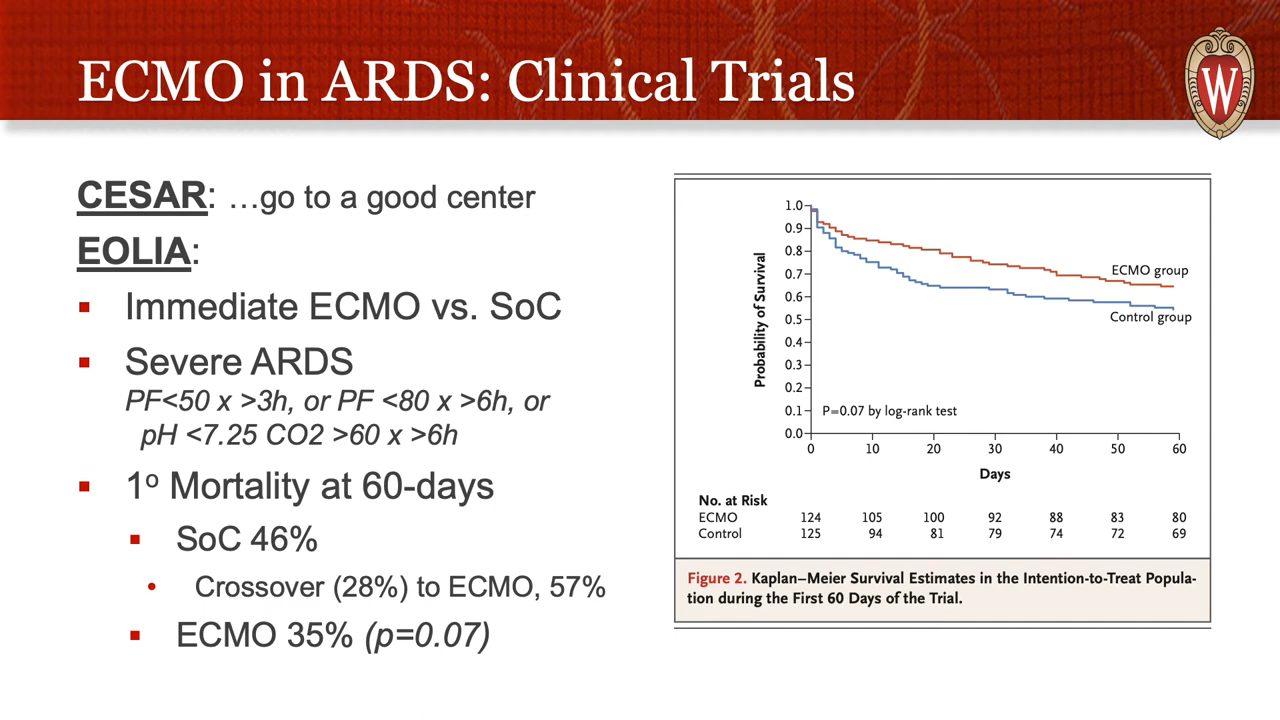 ECMO in ARDS: Clinical Trials
W
CESAR: …go to a good center
EOLIA:
▪ Immediate ECMO vs. SoC
▪ Severe ARDS
PF<50 x >3h, or PF <80 x >6h, or
pH <7.25 CO2 >60 x >6h
▪ 1º Mortality at 60-days
▪ SoC 46%
• Crossover (28%) to ECMO, 57%
▪ ECMO 35% (p=0.07)
Probability of Survival
1.0
0.9
0.8
0.7
0.6
0.5
0.4
0.3
0.2
0.1
0.0
ECMO group
Control group
P=0.07 by log-rank test
0 10 20 30 40 50 60
Days
No. at Risk
ECMO 124 105 100 92 88 83 80
Control 125 94 81 79 74 72 69
Figure 2. Kaplan–Meier Survival Estimates in the Intention-to-Treat Popula-
tion during the First 60 Days of the Trial.